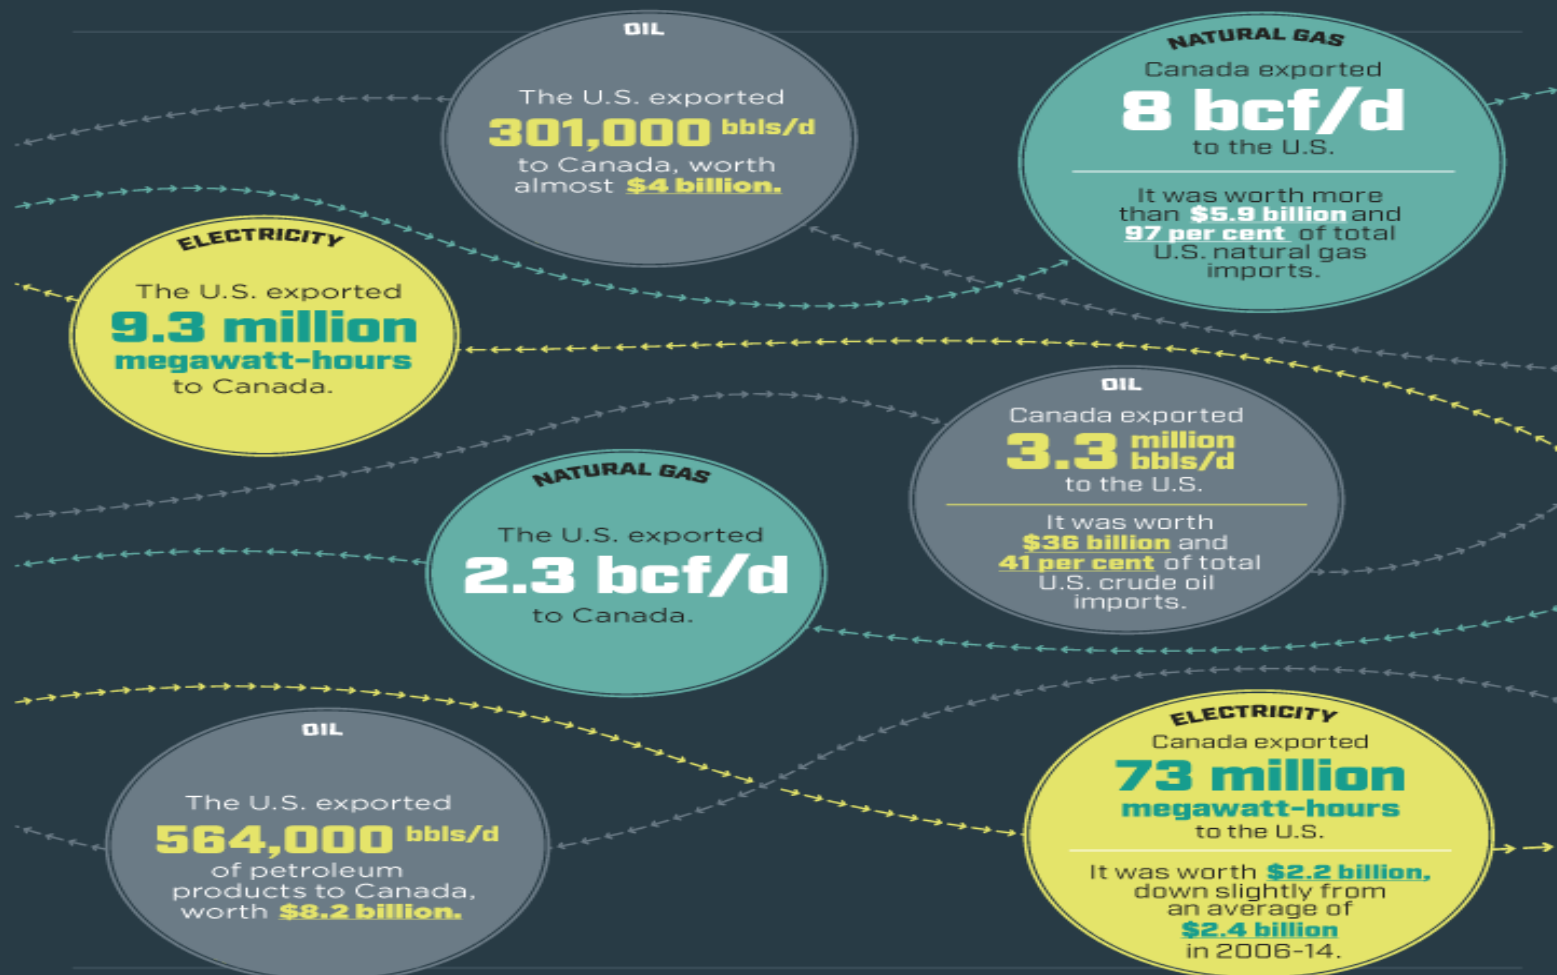 OIL
The U.S. exported
301,000 bbls/d
to Canada, worth
almost $4 billion.
NATURAL GAS
Canada exported
8 bcf/d
to the U.S.
It was worth more
than $5.9 billion and
97 per cent of total
U.S. natural gas
imports.
ELECTRICITY
The U.S. exported
9.3 million
megawatt-hours
to Canada.
OIL
Canada exported
3.3 million
bbls/d
to the U.S.
It was worth
$36 billion and
41 per cent of total
U.S. crude oil
imports.
NATURAL GAS
The U.S. exported
2.3 bcf/d
to Canada.
OIL
The U.S. exported
564,000 bbls/d
of petroleum
products to Canada,
worth $8.2 billion.
ELECTRICITY
Canada exported
73 million
megawatt-hours
to the U.S.
It was worth $2.2 billion,
down slightly from
an average of
$2.4 billion
in 2006-14.